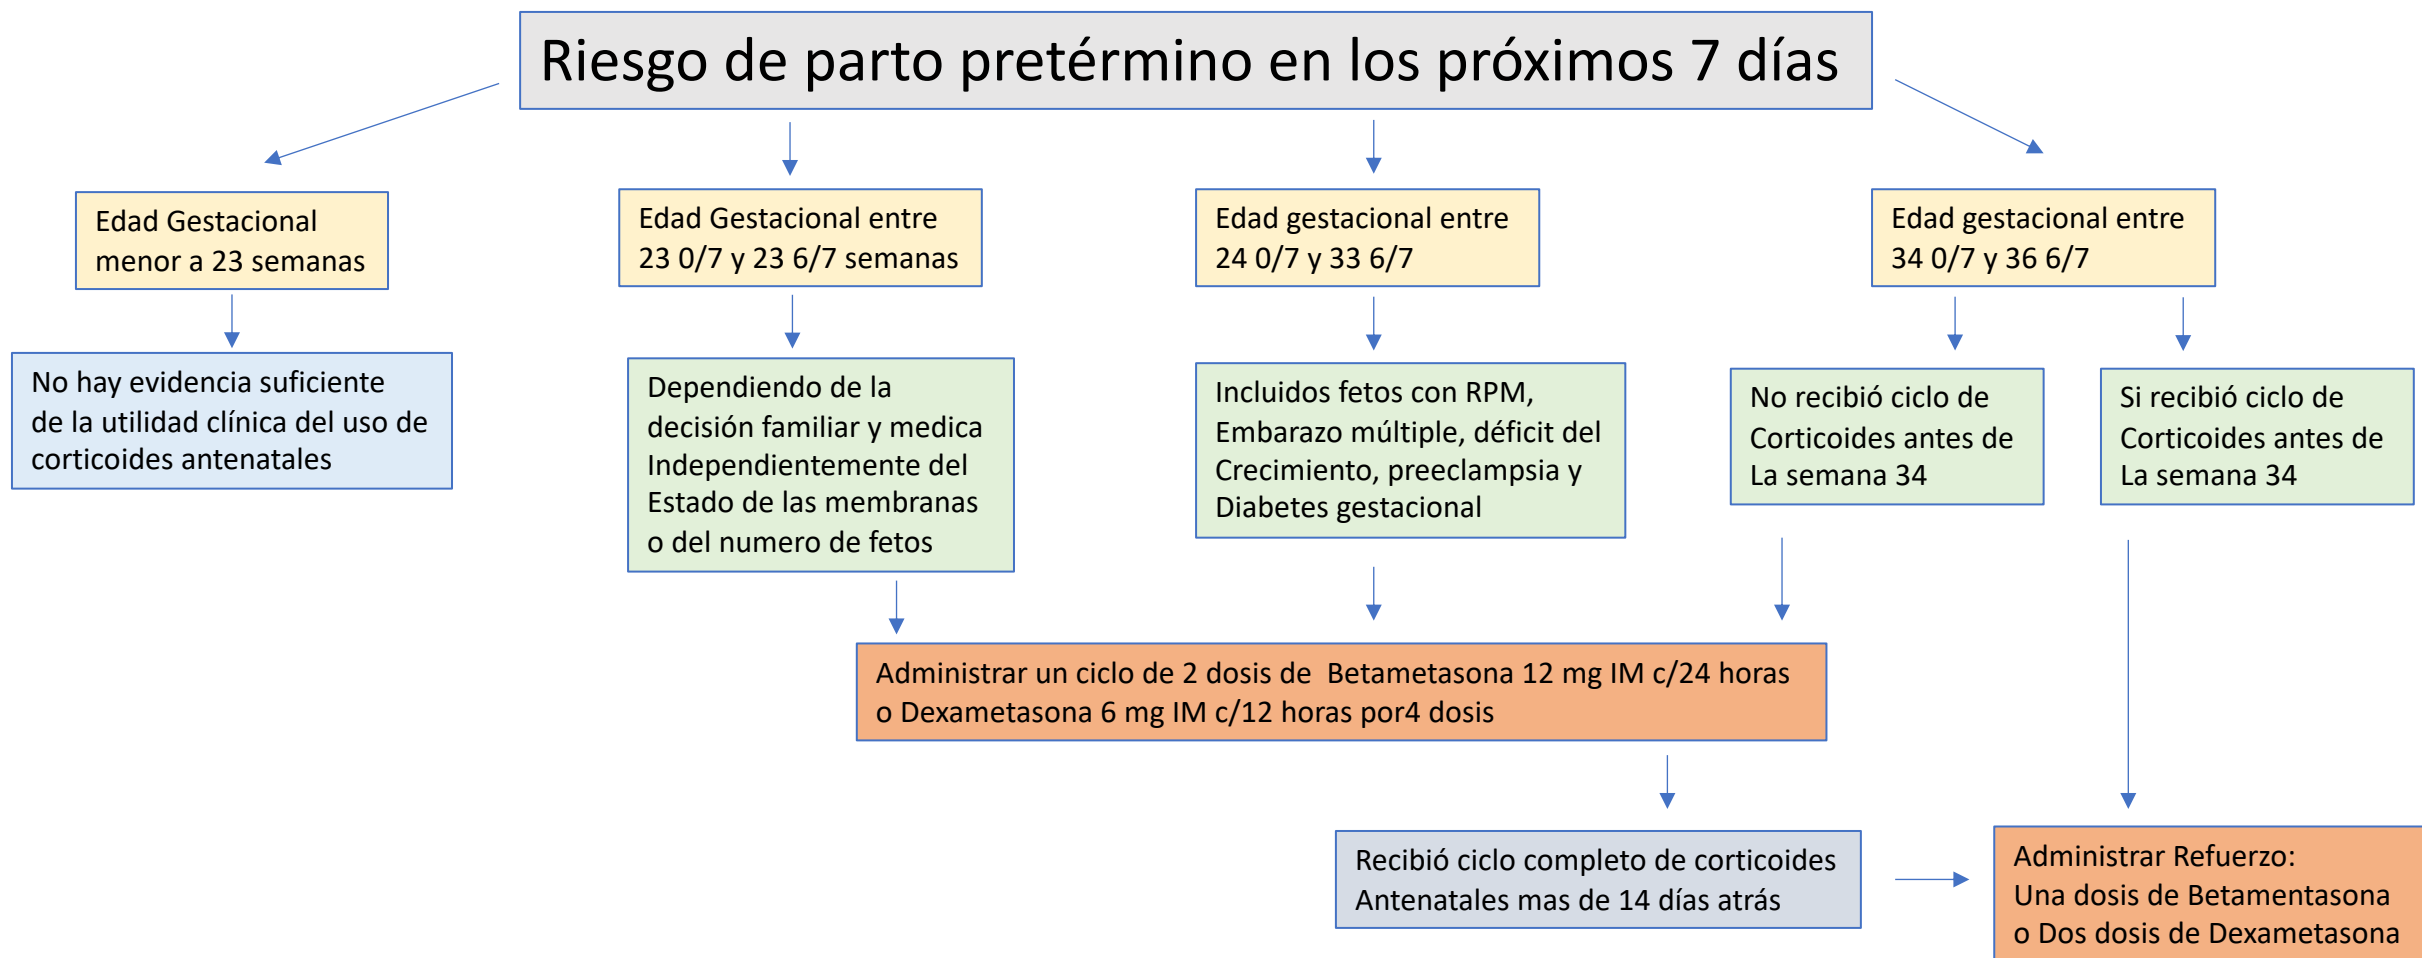 Riesgo de parto pretérmino en los próximos 7 días
Edad Gestacional
menor a 23 semanas
Edad Gestacional entre
23 0/7 y 23 6/7 semanas
Edad gestacional entre
24 0/7 y 33 6/7
Edad gestacional entre
34 0/7 y 36 6/7
No hay evidencia suficiente
de la utilidad clínica del uso de
corticoides antenatales
Dependiendo de la
decisión familiar y medica
Independientemente del
Estado de las membranas
o del numero de fetos
Incluidos fetos con RPM,
Embarazo múltiple, déficit del
Crecimiento, preeclampsia y
Diabetes gestacional
No recibió ciclo de
Corticoides antes de
La semana 34
Si recibió ciclo de
Corticoides antes de
La semana 34
Administrar un ciclo de 2 dosis de  Betametasona 12 mg IM c/24 horas
o Dexametasona 6 mg IM c/12 horas por4 dosis
Recibió ciclo completo de corticoides
Antenatales mas de 14 días atrás
Administrar Refuerzo:
Una dosis de Betamentasona
o Dos dosis de Dexametasona